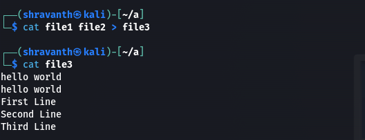 ┌──(shravanth㉿kali)-[~/a]
└─$ cat file1 file2 > file3

┌──(shravanth㉿kali)-[~/a]
└─$ cat file3
hello world
hello world
First Line
Second Line
Third Line